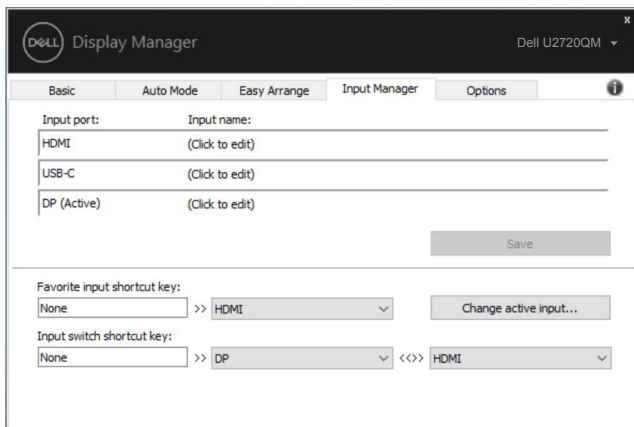 x
DELL Display Manager Dell U2720QM
Basic Auto Mode Easy Arrange Input Manager Options i
Input port: Input name:
HDMI (Click to edit)
USB-C (Click to edit)
DP (Active) (Click to edit)
Save
Favorite input shortcut key:
None >> HDMI Change active input...
Input switch shortcut key:
None >> DP <<>> HDMI